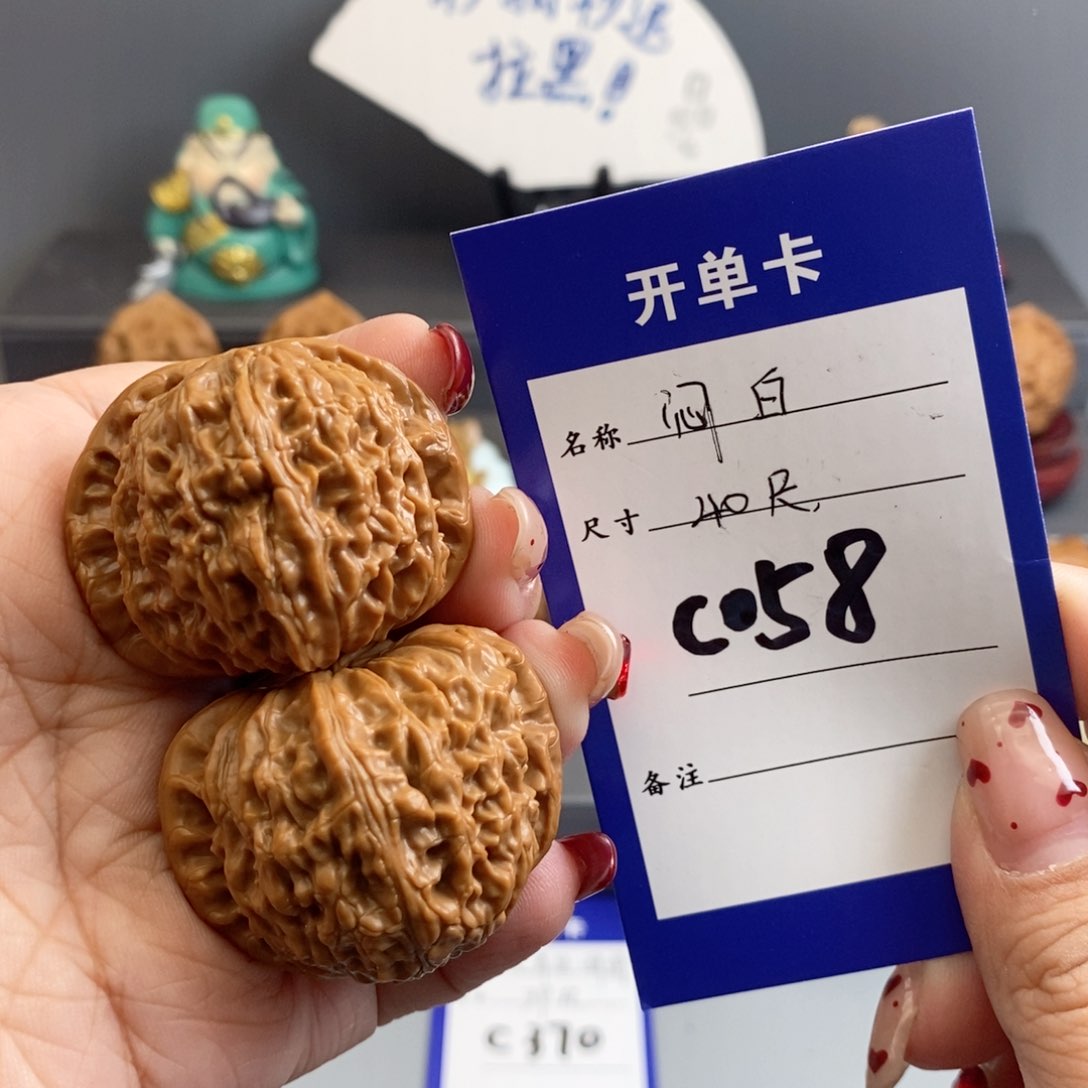 拉黑！
开单卡
名称 闷白
尺寸 40尺
C058
备注
C370